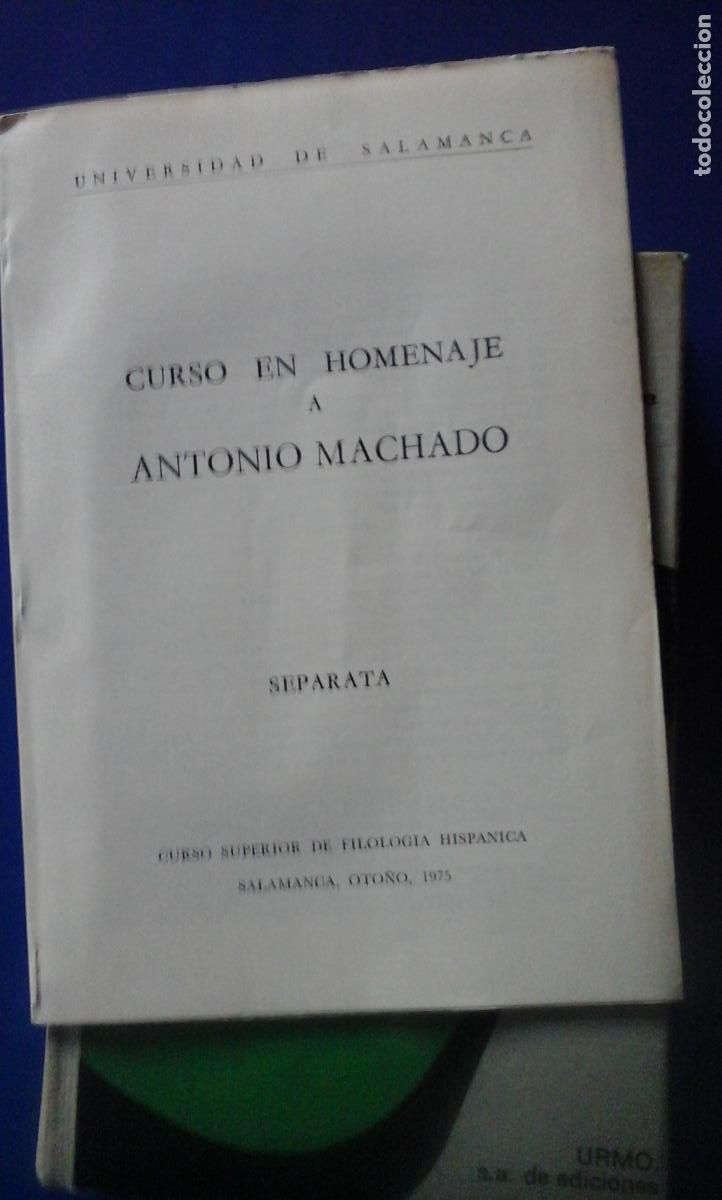 UNIVERSIDAD DE SALAMANCA
CURSO EN HOMENAJE
A
ANTONIO MACHADO
SEPARATA
CURSO SUPERIOR DE FILOLOGIA HISPANICA
SALAMANCA, OTOÑO, 1975
URMO,
s.a. de ediciones
todocoleccion